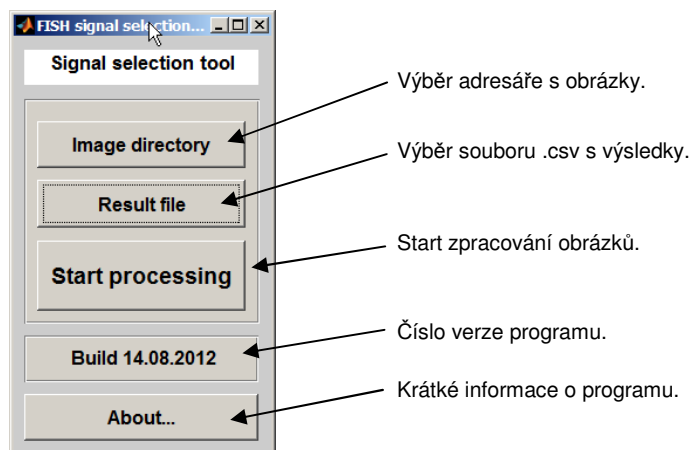 FISH signal selection...
Signal selection tool
Image directory
Výběr adresáře s obrázky.
Result file
Výběr souboru .csv s výsledky.
Start processing
Start zpracování obrázků.
Build 14.08.2012
Číslo verze programu.
About...
Krátké informace o programu.